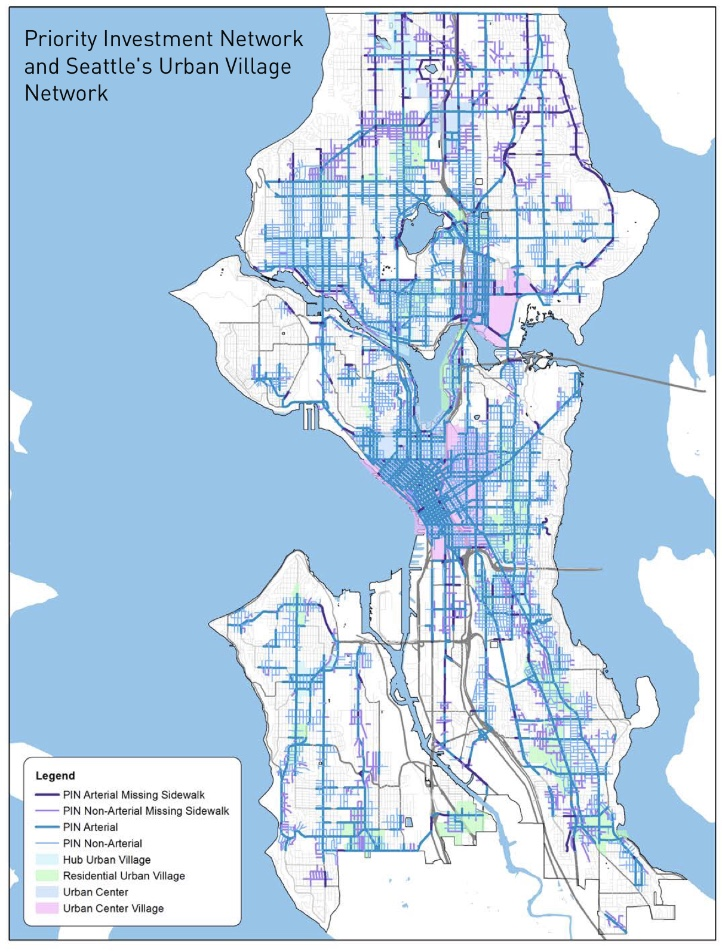 Priority Investment Network
and Seattle's Urban Village
Network
Legend
PIN Arterial Missing Sidewalk
PIN Non-Arterial Missing Sidewalk
PIN Arterial
PIN Non-Arterial
Hub Urban Village
Residential Urban Village
Urban Center
Urban Center Village